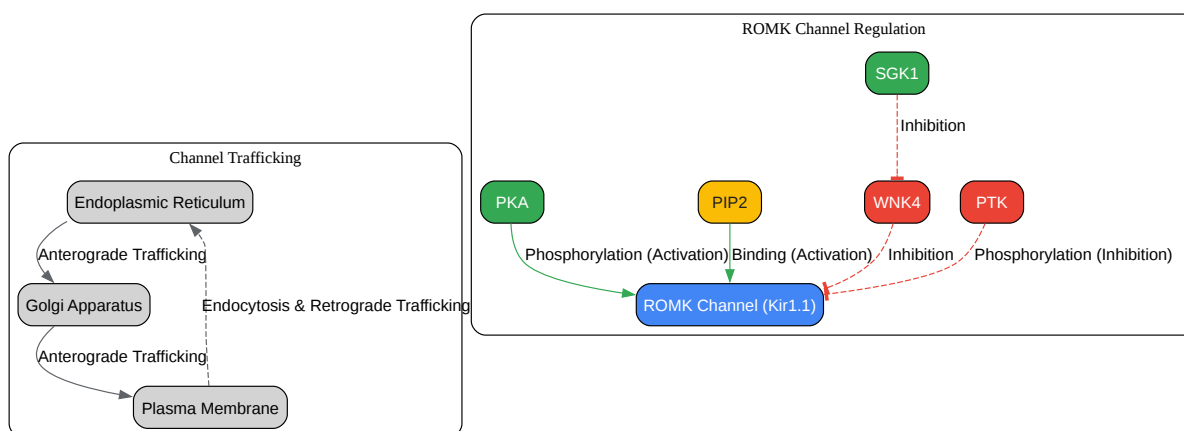 Channel Trafficking
Endoplasmic Reticulum
Anterograde Trafficking
Golgi Apparatus
Endocytosis & Retrograde Trafficking
Anterograde Trafficking
Plasma Membrane
ROMK Channel Regulation
SGK1
Inhibition
PKA
PIP2
WNK4
PTK
Phosphorylation (Activation)
Binding (Activation)
Inhibition
Phosphorylation (Inhibition)
ROMK Channel (Kir1.1)